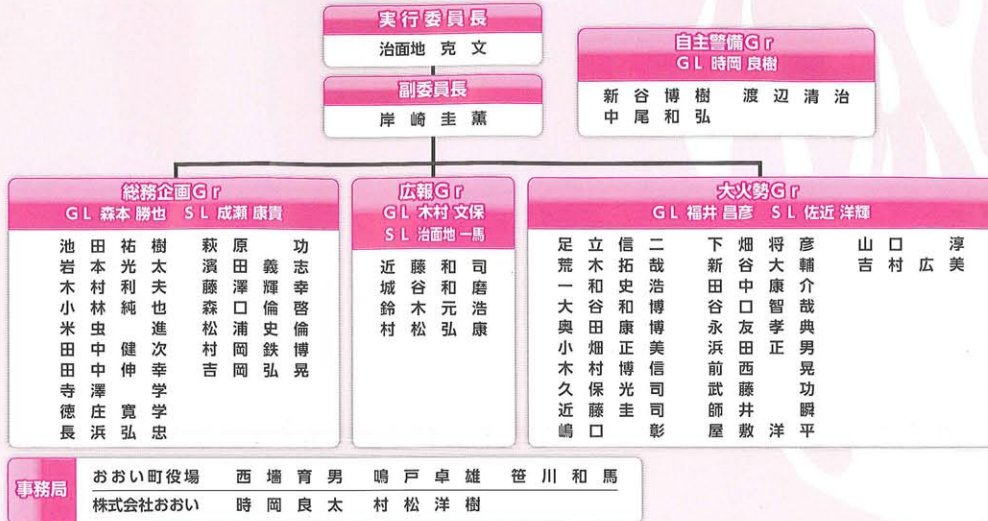 実行委員長
治面地 克文
副委員長
岸崎圭薫
自主警備Gr
GL 時岡 良樹
新谷博樹 渡辺清治
中尾和弘
総務企画Gr
GL 森本 勝也 SL 成瀬 康貴
池田祐樹 萩原 功
岩本光太 濱田義志
木村利夫 藤澤輝幸
小林純也 森口倫啓
米虫 進 松浦史倫
田中健次 村岡鉄博
田中伸幸 吉岡弘晃
寺澤 学
徳庄寛学
長浜弘忠
広報Gr
GL 木村 文保
SL 治面地 一馬
近藤和司
城谷和磨
鈴木元浩
村松弘康
大火勢Gr
GL 福井 昌彦 SL 佐近 洋輝
足立信二 下畑将彦 山口 淳
荒木拓哉 新谷大輔 吉村広美
一和史浩 田中康介
大谷和博 谷口智哉
奥田康博 永友孝典
小畑正美 浜田正男
木村博信 前西 晃
久保光司 武藤 功
近藤圭司 師井 瞬
嶋口 彰 屋敷洋平
事務局
おおい町役場 西墻育男 鳴戸卓雄 笹川和馬
株式会社おおい 時岡良太 村松洋樹